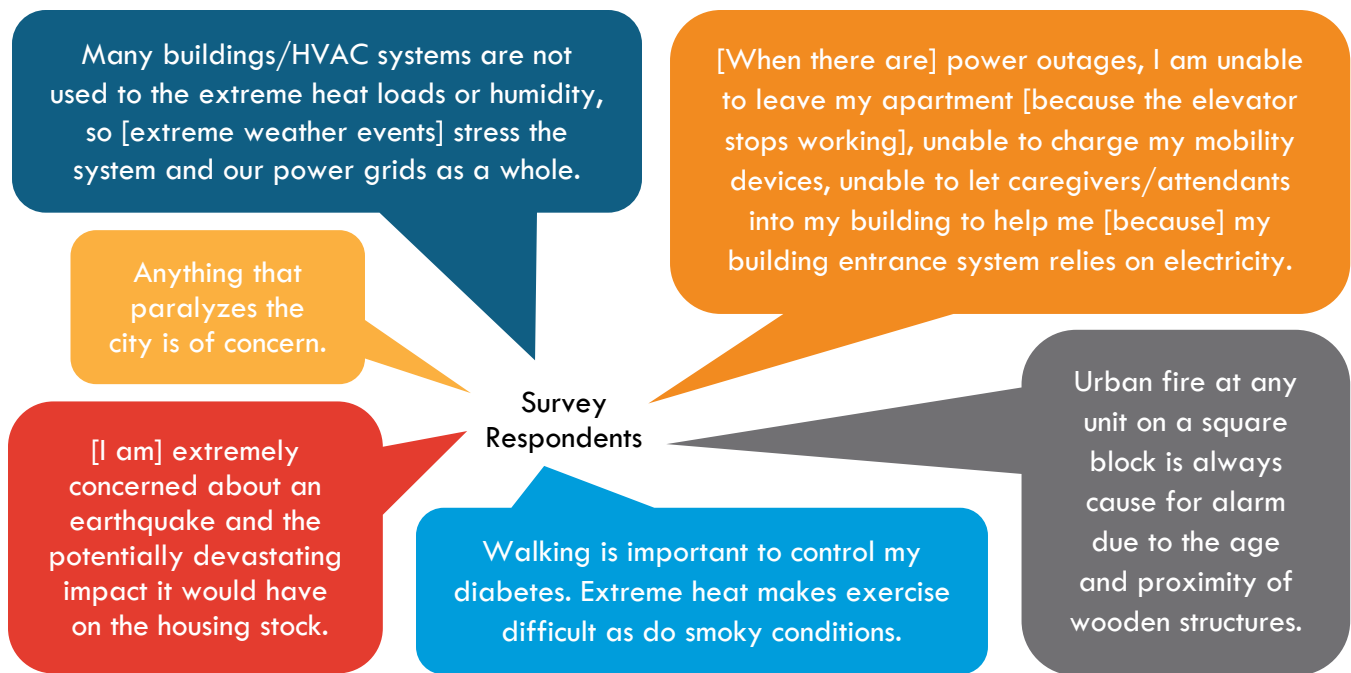 Many buildings/HVAC systems are not
used to the extreme heat loads or humidity,
so [extreme weather events] stress the
system and our power grids as a whole.
[When there are] power outages, I am unable
to leave my apartment [because the elevator
stops working], unable to charge my mobility
devices, unable to let caregivers/attendants
into my building to help me [because] my
building entrance system relies on electricity.
Anything that
paralyzes the
city is of concern.
Survey
Respondents
Urban fire at any
unit on a square
block is always
cause for alarm
due to the age
and proximity of
wooden structures.
[I am] extremely
concerned about an
earthquake and the
potentially devastating
impact it would have
on the housing stock.
Walking is important to control my
diabetes. Extreme heat makes exercise
difficult as do smoky conditions.